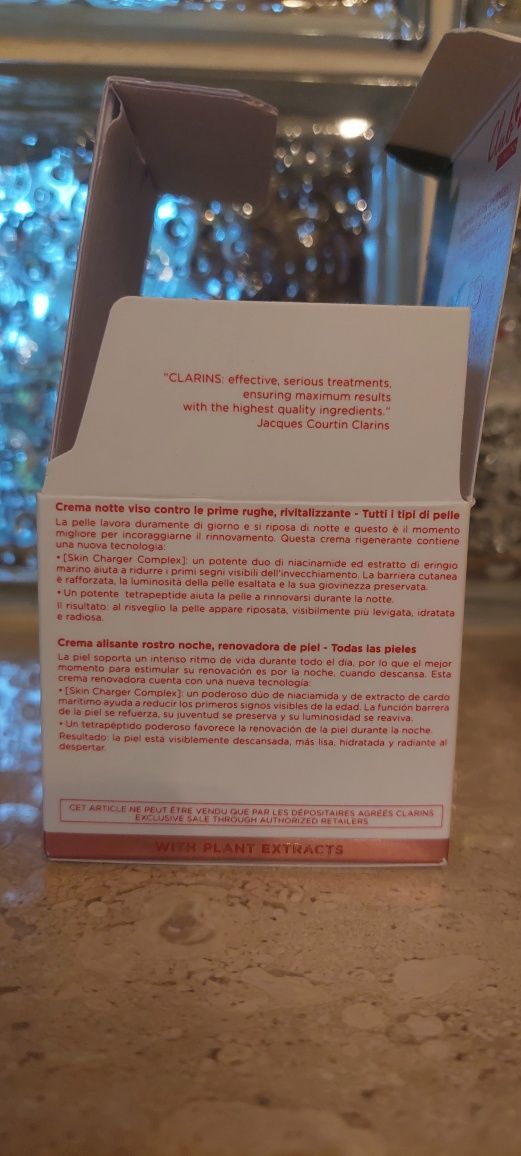 "CLARINS: effective, serious treatments,
ensuring maximum results
with the highest quality ingredients."
Jacques Courtin Clarins
Crema notte viso contro le prime rughe, rivitalizzante - Tutti i tipi di pelle
La pelle lavora duramente di giorno e si riposa di notte e questo è il momento
migliore per incoraggiarne il rinnovamento. Questa crema rigenerante contiene
una nuova tecnologia:
• [Skin Charger Complex]: un potente duo di niacinamide ed estratto di eringio
marino aiuta a ridurre i primi segni visibili dell'invecchiamento. La barriera cutanea
è rafforzata, la luminosità della pelle esaltata e la sua giovinezza preservata.
• Un potente tetrapeptide aiuta la pelle a rinnovarsi durante la notte.
Il risultato: al risveglio la pelle appare riposata, visibilmente più levigata, idratata
e radiosa.
Crema alisante rostro noche, renovadora de piel - Todas las pieles
La piel soporta un intenso ritmo de vida durante todo el día, por lo que el mejor
momento para estimular su renovación es por la noche, cuando descansa. Esta
crema renovadora cuenta con una nueva tecnología:
• [Skin Charger Complex]: un poderoso dúo de niaciamida y de extracto de cardo
marítimo ayuda a reducir los primeros signos visibles de la edad. La función barrera
de la piel se refuerza, su juventud se preserva y su luminosidad se reaviva.
• Un tetrapéptido poderoso favorece la renovación de la piel durante la noche.
Resultado: la piel está visiblemente descansada, más lisa, hidratada y radiante al
despertar.
CET ARTICLE NE PEUT ÊTRE VENDU QUE PAR LES DÉPOSITAIRES AGRÉÉS CLARINS
EXCLUSIVE SALE THROUGH AUTHORIZED RETAILERS
WITH PLANT EXTRACTS